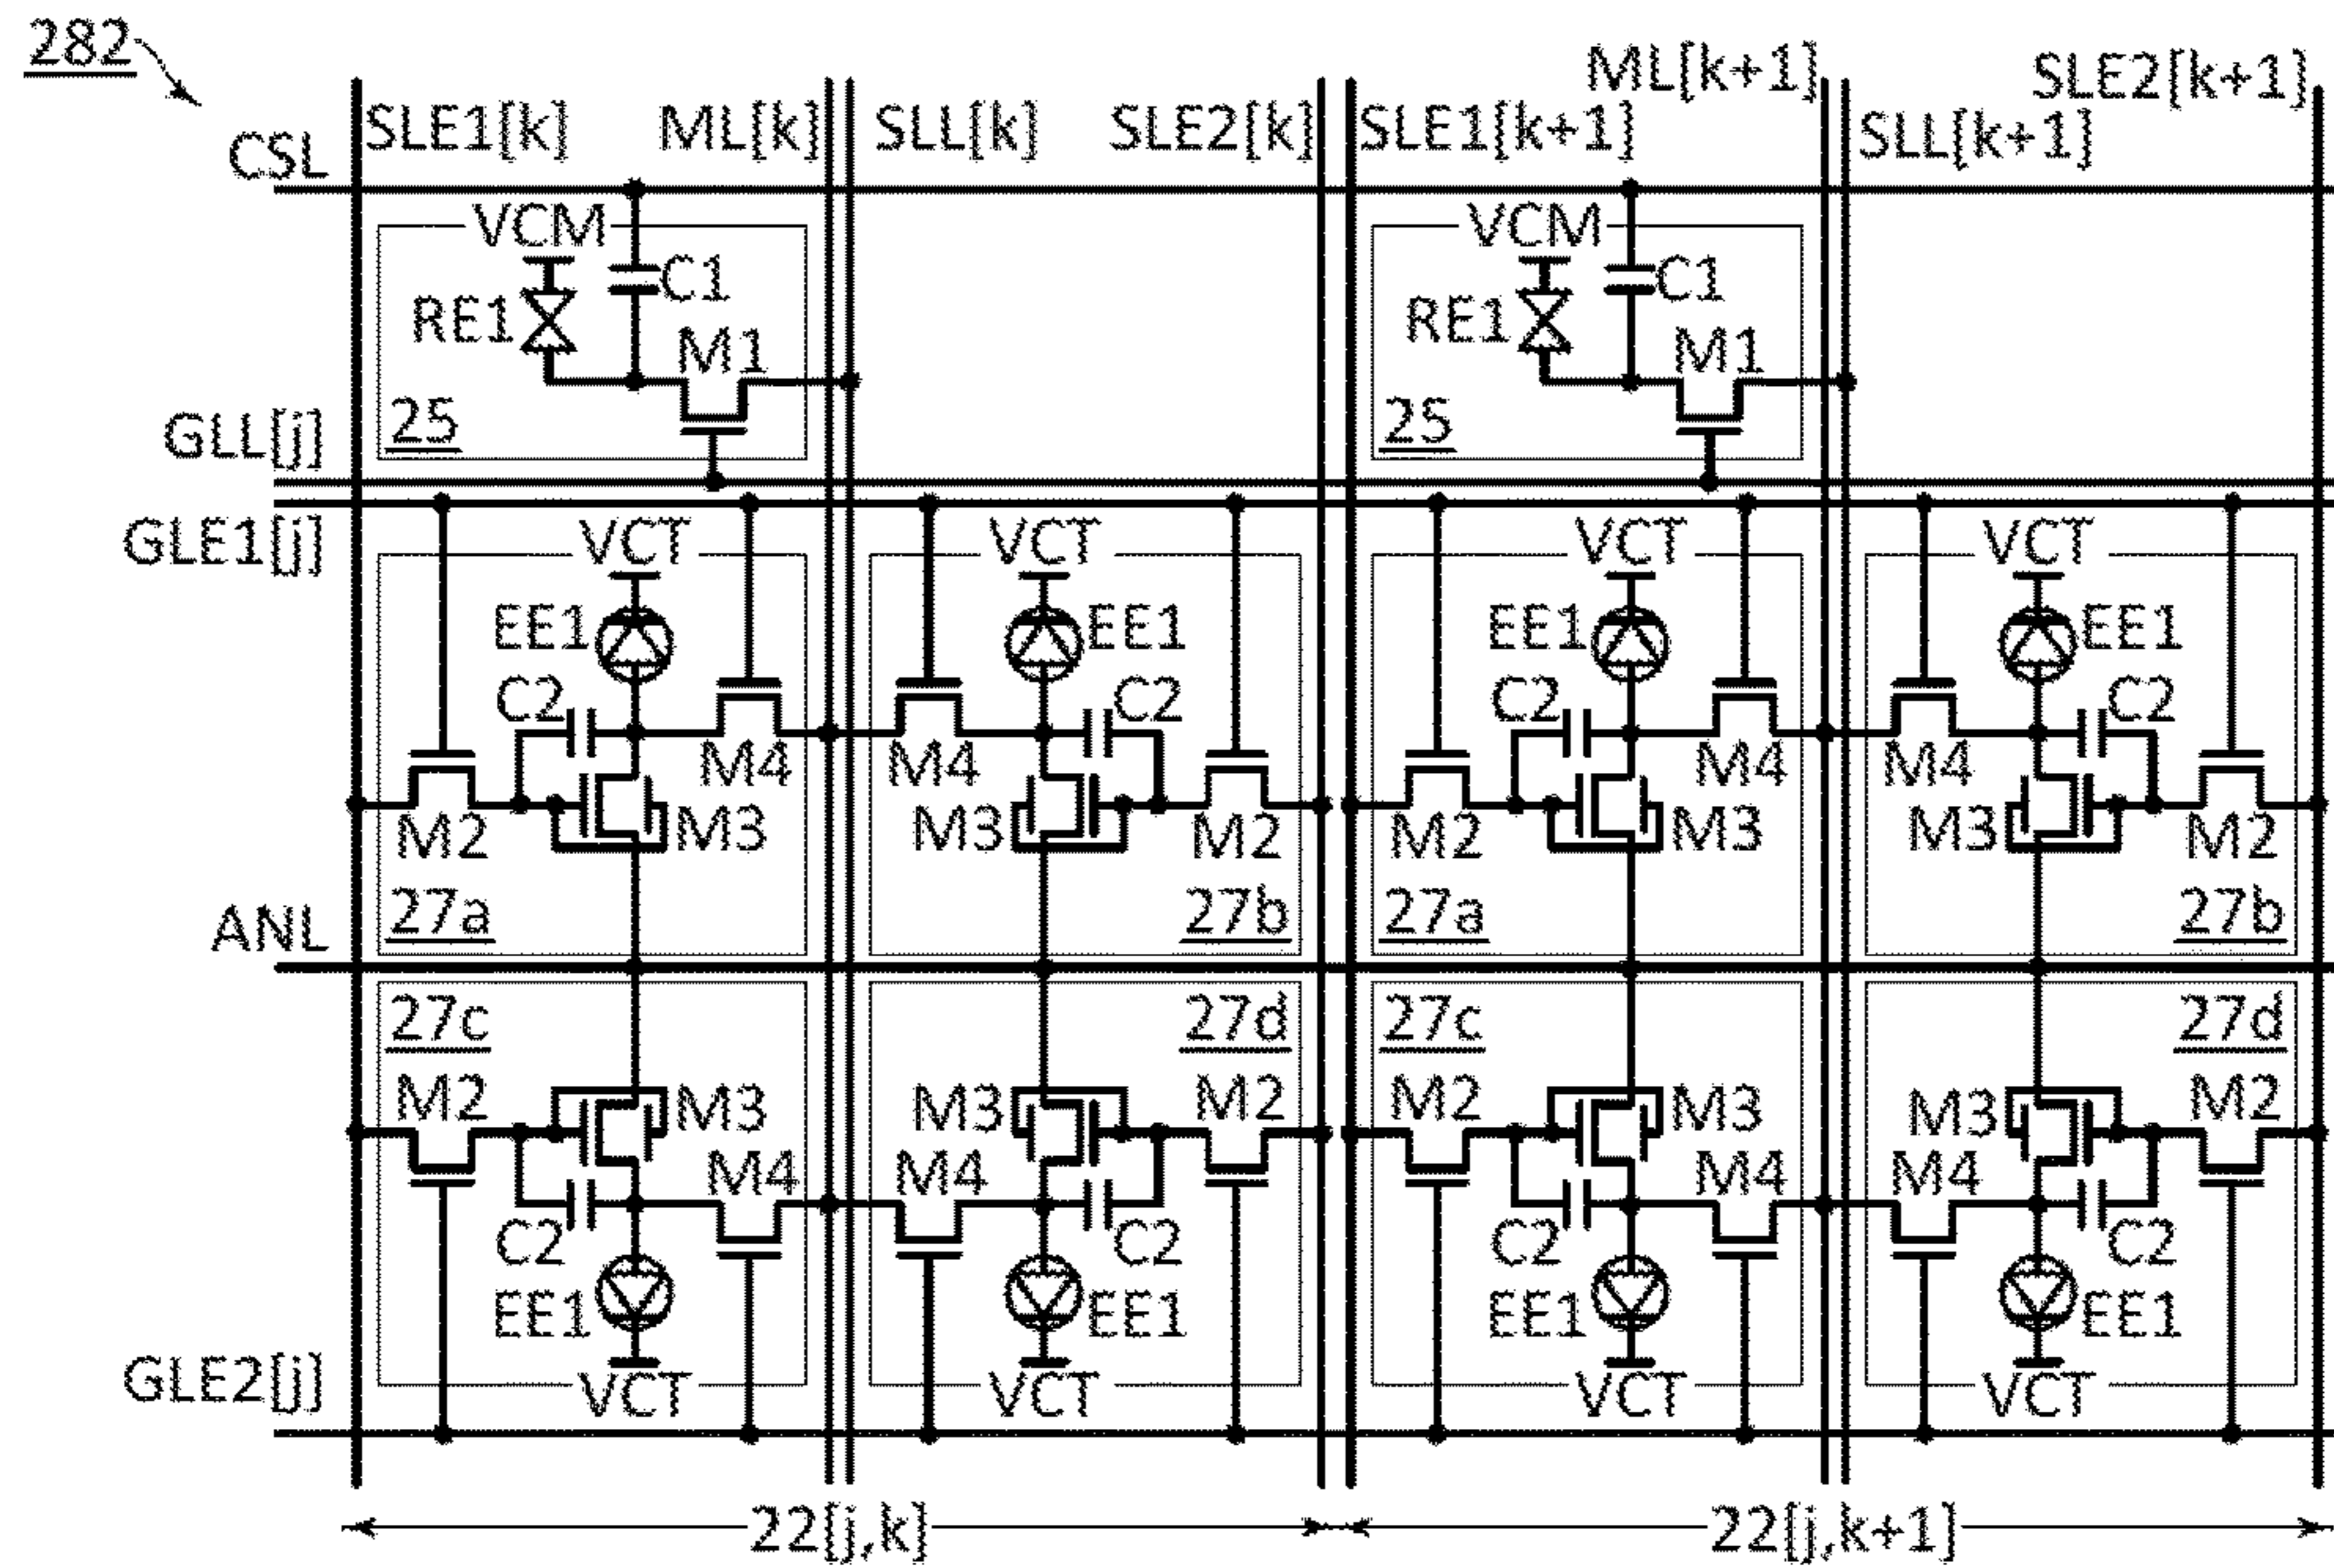 282
ML[k+1]
SLE2[k+1]
SLE1[k] ML[k] SLL[k] SLE2[k] SLE1[k+1] SLL[k+1]
CSL
VCM VCM
C1 C1
RE1 RE1
M1 M1
GLL[j] 25 25
GLE1[j] VCT VCT VCT VCT
EE1 EE1 EE1 EE1
C2 C2 C2 C2
M4 M4 M4 M4
M2 M3 M3 M2 M2 M3 M3 M2
ANL 27a 27b 27a 27b
27c 27d 27c 27d
M2 M3 M3 M2 M2 M3 M3 M2
M4 M4 M4 M4
C2 C2 C2 C2
EE1 EE1 EE1 EE1
GLE2[j] VCT VCT VCT VCT
22[j,k] 22[j,k+1]